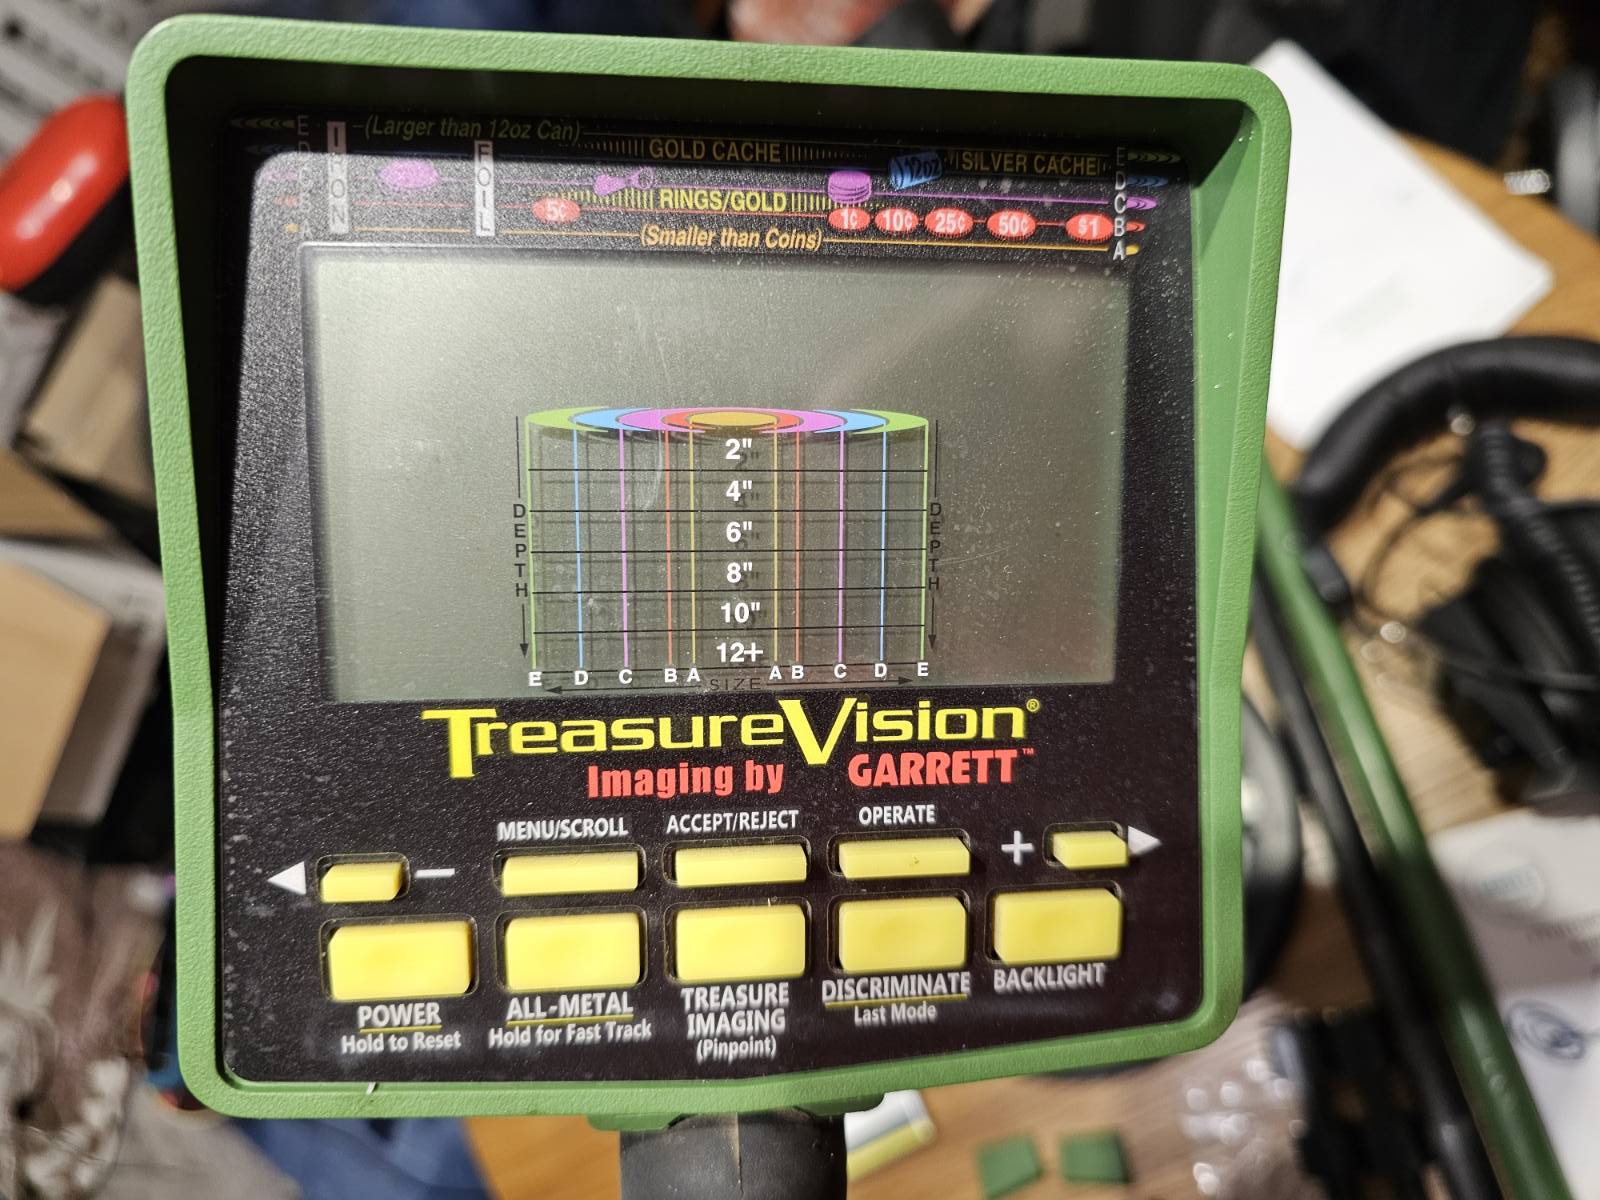 E (Larger than 12oz Can) E
D GOLD CACHE 12oz SILVER CACHE D
IRON FOIL C
RINGS/GOLD
5¢ 1¢ 10¢ 25¢ 50¢ $1 B
(Smaller than Coins) A
2"
4"
6"
8"
10"
12+
DEPTH DEPTH
E D C B A A B C D E
SIZE
TreasureVision®
Imaging by GARRETT™
MENU/SCROLL ACCEPT/REJECT OPERATE
− +
POWER ALL-METAL TREASURE IMAGING DISCRIMINATE BACKLIGHT
Hold to Reset Hold for Fast Track (Pinpoint) Last Mode